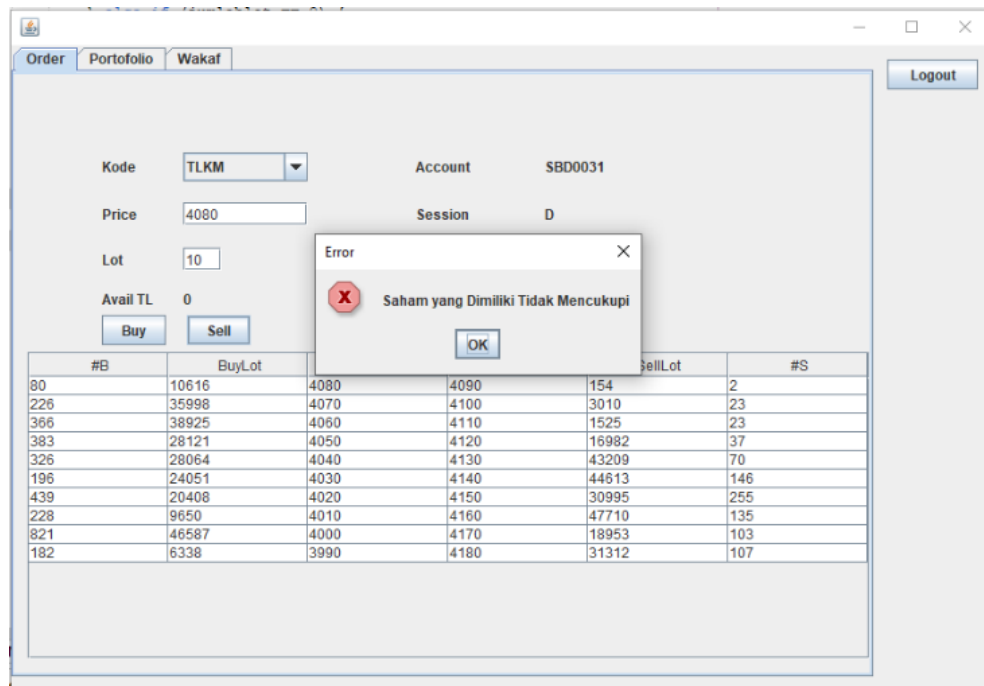 Order Portofolio Wakaf
Logout
Kode TLKM Account SBD0031
Price 4080 Session D
Lot 10
Error
Saham yang Dimiliki Tidak Mencukupi
OK
Avail TL 0
Buy Sell
#B BuyLot SellLot #S
80 10616 4080 4090 154 2
226 35998 4070 4100 3010 23
366 38925 4060 4110 1525 23
383 28121 4050 4120 16982 37
326 28064 4040 4130 43209 70
196 24051 4030 4140 44613 146
439 20408 4020 4150 30995 255
228 9650 4010 4160 47710 135
821 46587 4000 4170 18953 103
182 6338 3990 4180 31312 107